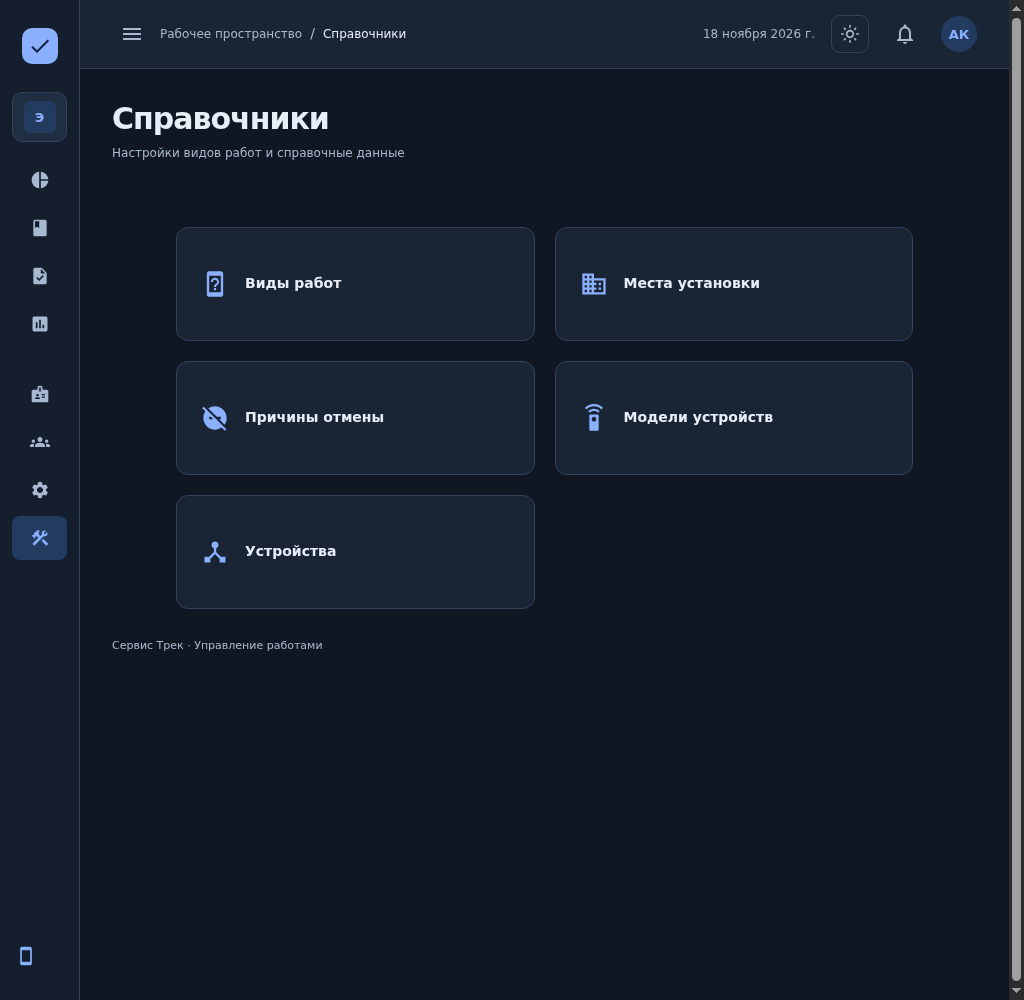 Рабочее пространство / Справочники
18 ноября 2026 г.
АК
Э
Справочники
Настройки видов работ и справочные данные
Виды работ
Места установки
Причины отмены
Модели устройств
Устройства
Сервис Трек · Управление работами